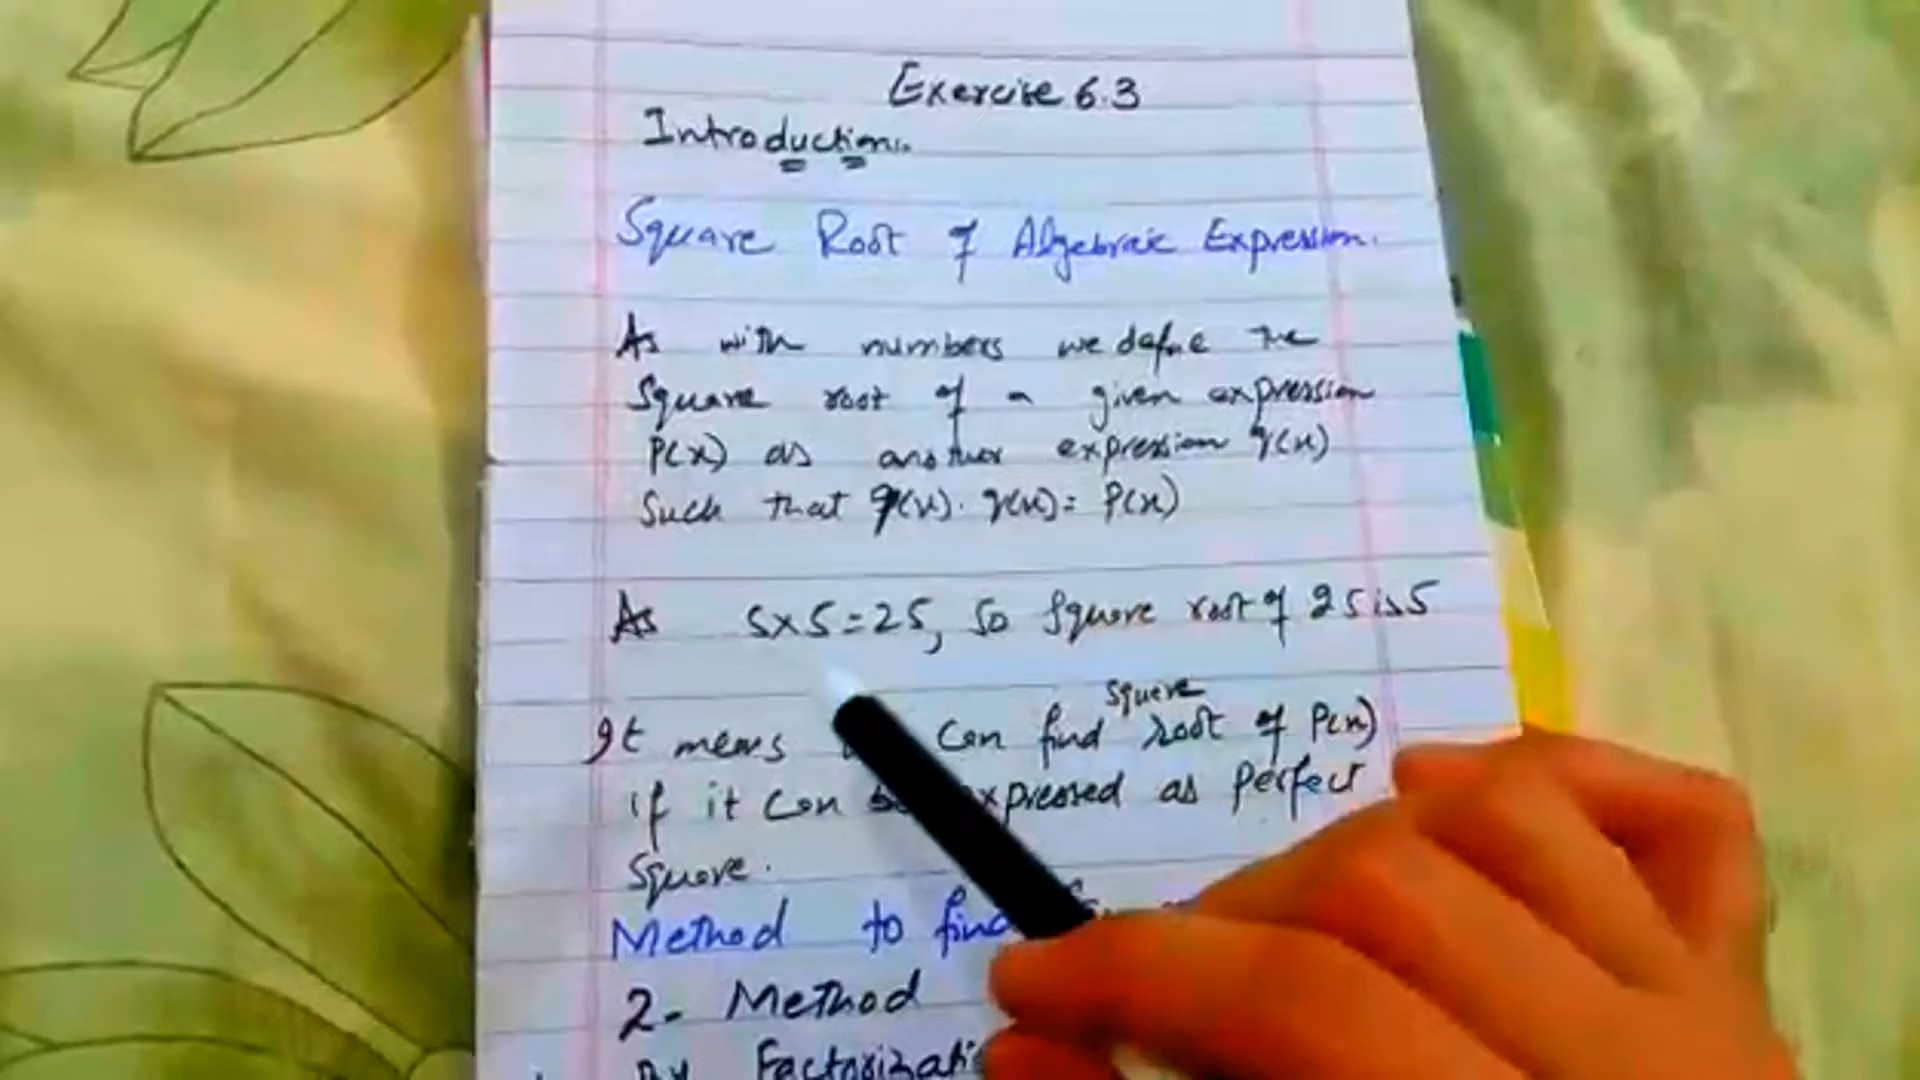 Exercise 6.3
Introduction.
Square Root of Algebraic Expression.
As with numbers we define the
Square root of a given expression
P(x) as another expression q(x)
Such that q(x). q(x)= P(x)
As 5x5=25, So Square root of 25 is 5
It means can find square root of P(x)
if it can be expressed as perfect
Square.
Method to find
2- Method
By Factorizati